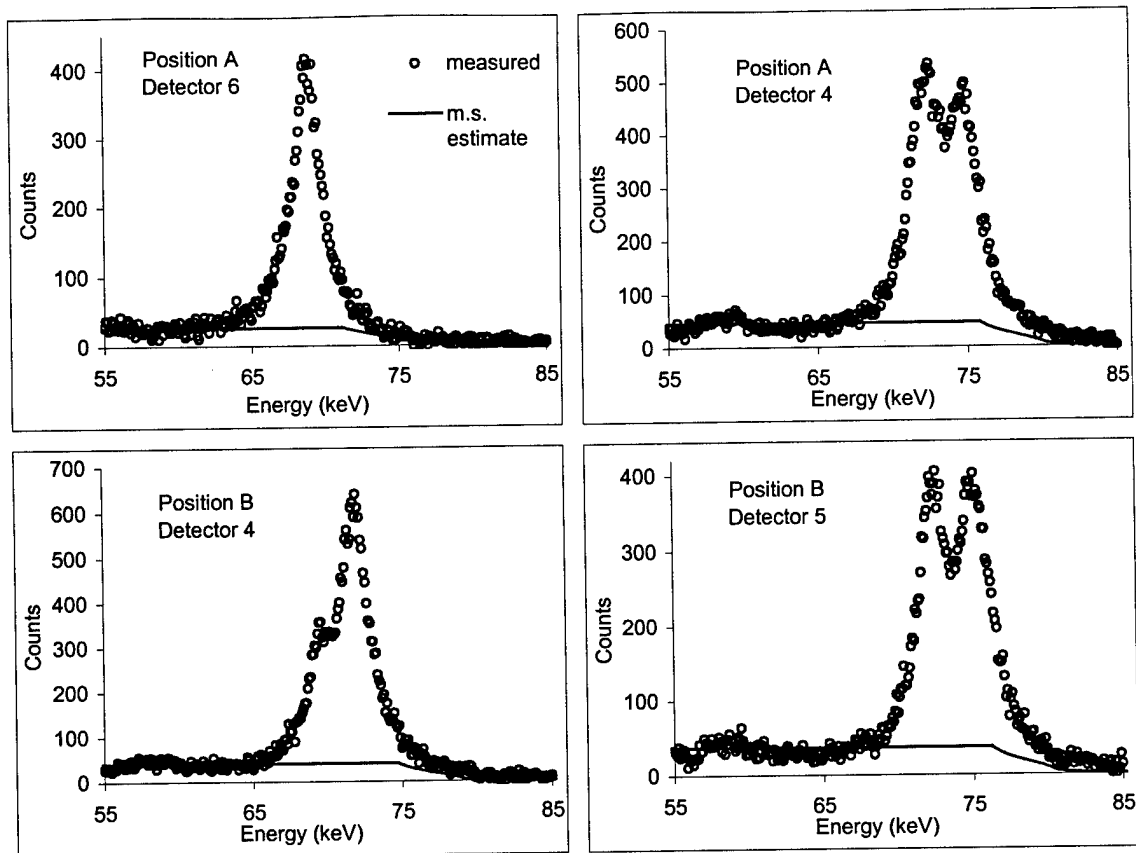 Position A
Detector 6
measured
m.s.
estimate
Counts
400
300
200
100
0
55
65
75
85
Energy (keV)
Position A
Detector 4
Counts
600
500
400
300
200
100
0
55
65
75
85
Energy (keV)
Position B
Detector 4
Counts
700
600
500
400
300
200
100
0
55
65
75
85
Energy (keV)
Position B
Detector 5
Counts
400
300
200
100
0
55
65
75
85
Energy (keV)